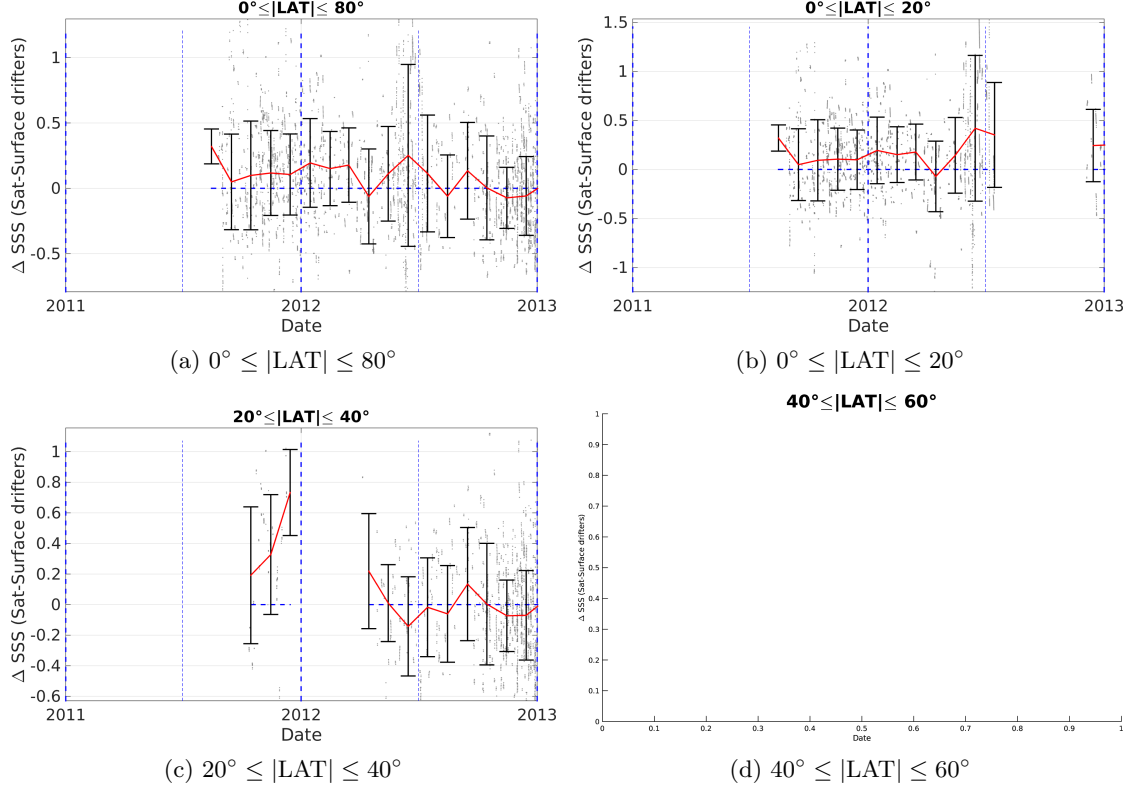 0°≤|LAT|≤ 80°
Δ SSS (Sat-Surface drifters)
1
0.5
0
-0.5
2011
2012
2013
Date
(a) 0° ≤ |LAT| ≤ 80°
0°≤|LAT|≤ 20°
Δ SSS (Sat-Surface drifters)
1.5
1
0.5
0
-0.5
-1
2011
2012
2013
Date
(b) 0° ≤ |LAT| ≤ 20°
20°≤|LAT|≤ 40°
Δ SSS (Sat-Surface drifters)
1
0.8
0.6
0.4
0.2
0
-0.2
-0.4
-0.6
2011
2012
2013
Date
(c) 20° ≤ |LAT| ≤ 40°
40°≤|LAT|≤ 60°
Δ SSS (Sat-Surface drifters)
1
0.9
0.8
0.7
0.6
0.5
0.4
0.3
0.2
0.1
0
0 0.1 0.2 0.3 0.4 0.5 0.6 0.7 0.8 0.9 1
Date
(d) 40° ≤ |LAT| ≤ 60°